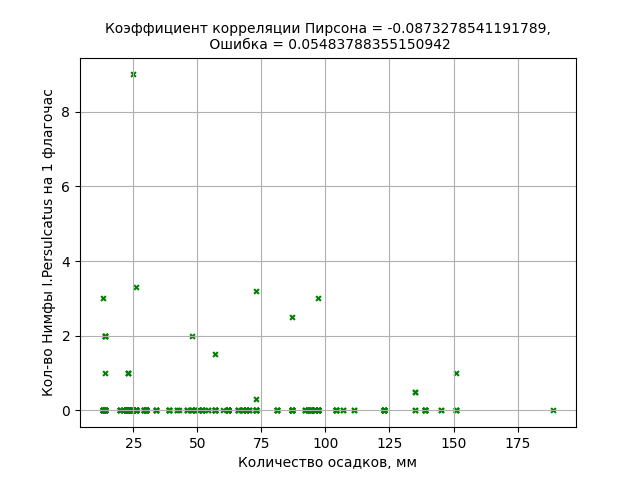 Коэффициент корреляции Пирсона = -0.0873278541191789,
Ошибка = 0.05483788355150942
Кол-во Нимфы I.Persulcatus на 1 флагочас
8
6
4
2
0
25 50 75 100 125 150 175
Количество осадков, мм